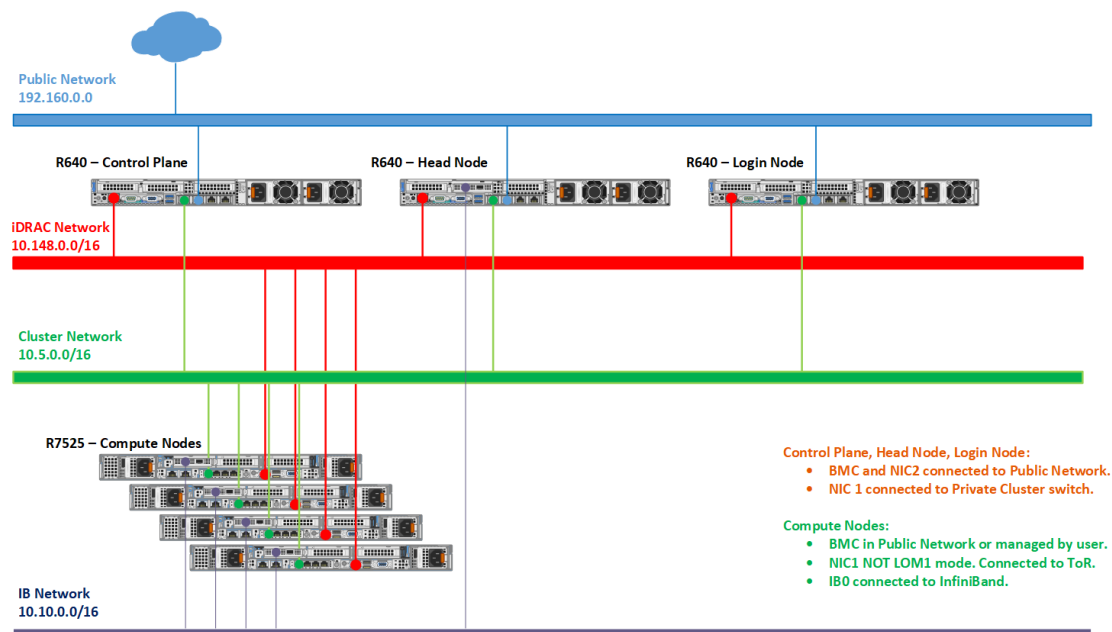 Public Network
192.160.0.0
R640 – Control Plane
R640 – Head Node
R640 – Login Node
iDRAC Network
10.148.0.0/16
Cluster Network
10.5.0.0/16
R7525 – Compute Nodes
Control Plane, Head Node, Login Node:
• BMC and NIC2 connected to Public Network.
• NIC 1 connected to Private Cluster switch.
Compute Nodes:
• BMC in Public Network or managed by user.
• NIC1 NOT LOM1 mode. Connected to ToR.
• IB0 connected to InfiniBand.
IB Network
10.10.0.0/16